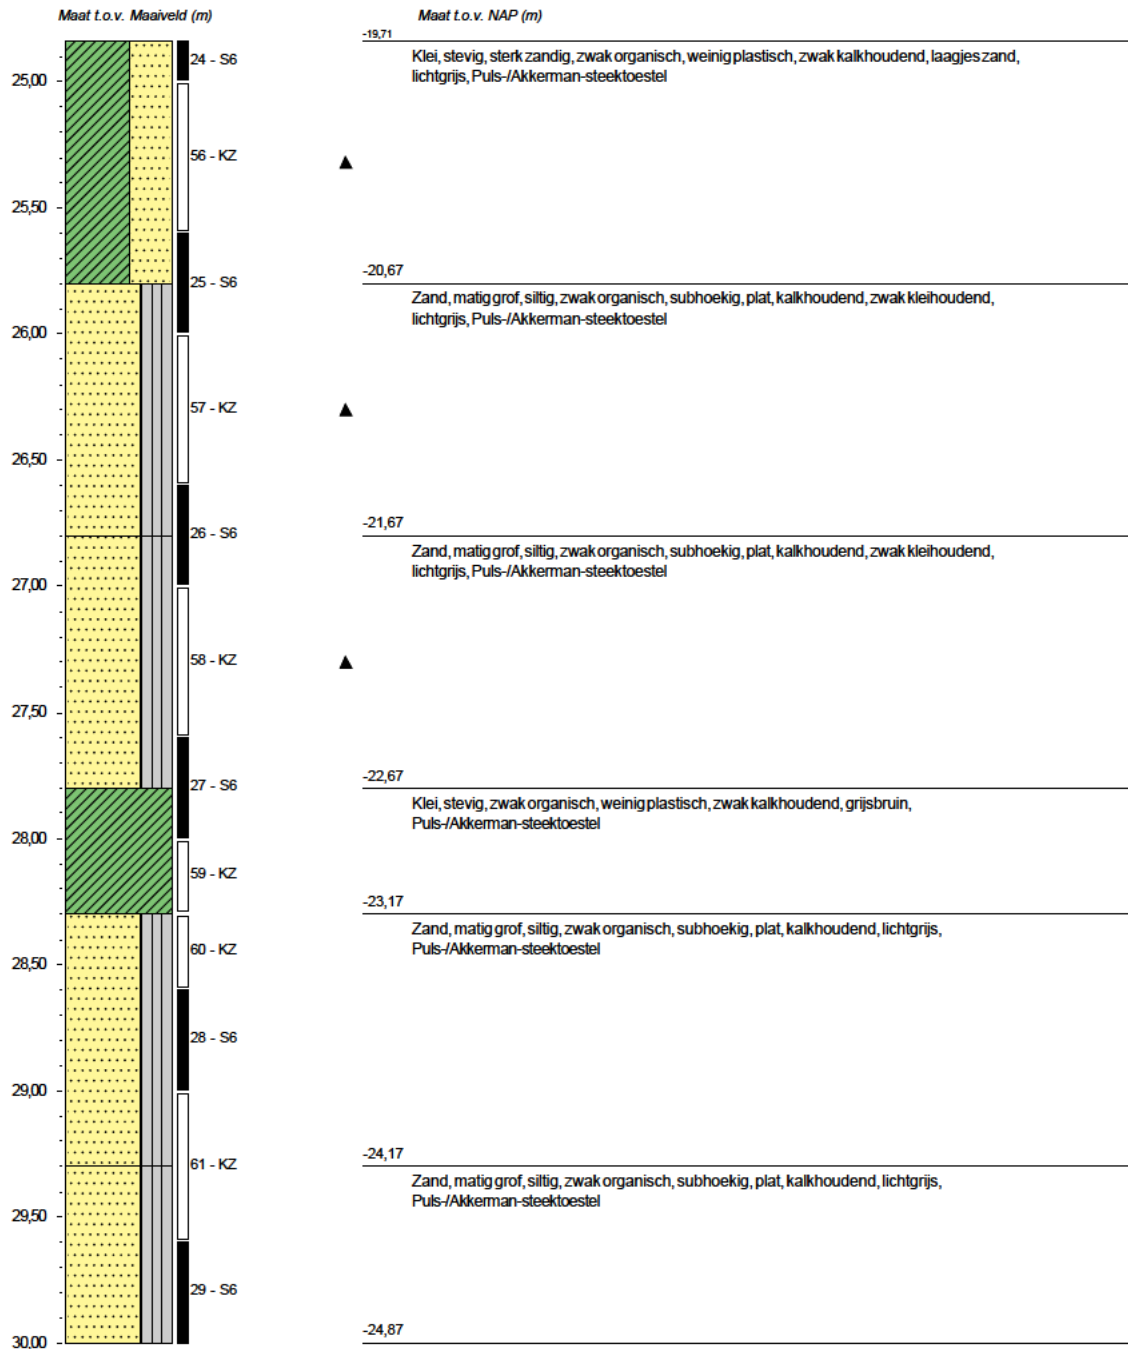 Maat t.o.v. Maaiveld (m)
Maat t.o.v. NAP (m)
-19,71
24 - S6
Klei, stevig, sterk zandig, zwak organisch, weinig plastisch, zwak kalkhoudend, laagjes zand,
lichtgrijs, Puls-/Akkerman-steektoestel
25,00
56 - KZ
25,50
-20,67
25 - S6
Zand, matig grof, siltig, zwak organisch, subhoekig, plat, kalkhoudend, zwak kleihoudend,
lichtgrijs, Puls-/Akkerman-steektoestel
26,00
57 - KZ
26,50
-21,67
26 - S6
Zand, matig grof, siltig, zwak organisch, subhoekig, plat, kalkhoudend, zwak kleihoudend,
lichtgrijs, Puls-/Akkerman-steektoestel
27,00
58 - KZ
27,50
-22,67
27 - S6
Klei, stevig, zwak organisch, weinig plastisch, zwak kalkhoudend, grijsbruin,
Puls-/Akkerman-steektoestel
28,00
59 - KZ
-23,17
Zand, matig grof, siltig, zwak organisch, subhoekig, plat, kalkhoudend, lichtgrijs,
Puls-/Akkerman-steektoestel
60 - KZ
28,50
28 - S6
29,00
-24,17
61 - KZ
Zand, matig grof, siltig, zwak organisch, subhoekig, plat, kalkhoudend, lichtgrijs,
Puls-/Akkerman-steektoestel
29,50
29 - S6
-24,87
30,00